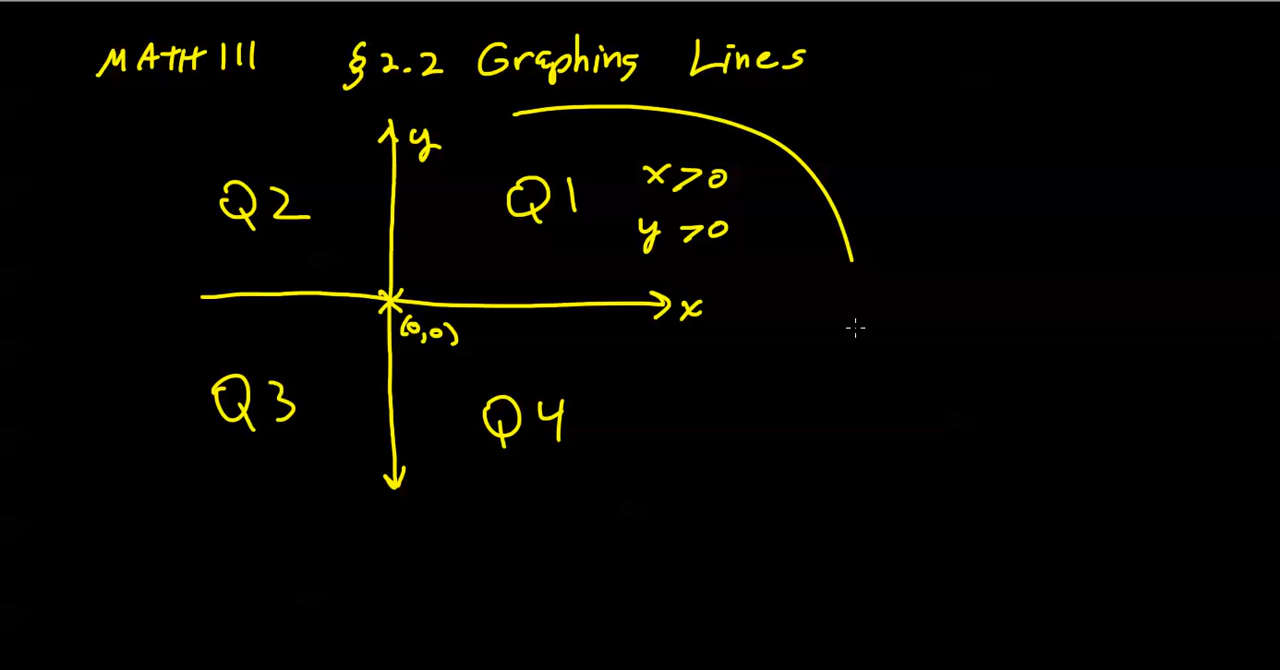 MATH 111 § 2.2 Graphing Lines
y
Q2 Q1 x>0
y>0
x
(0,0)
Q3 Q4